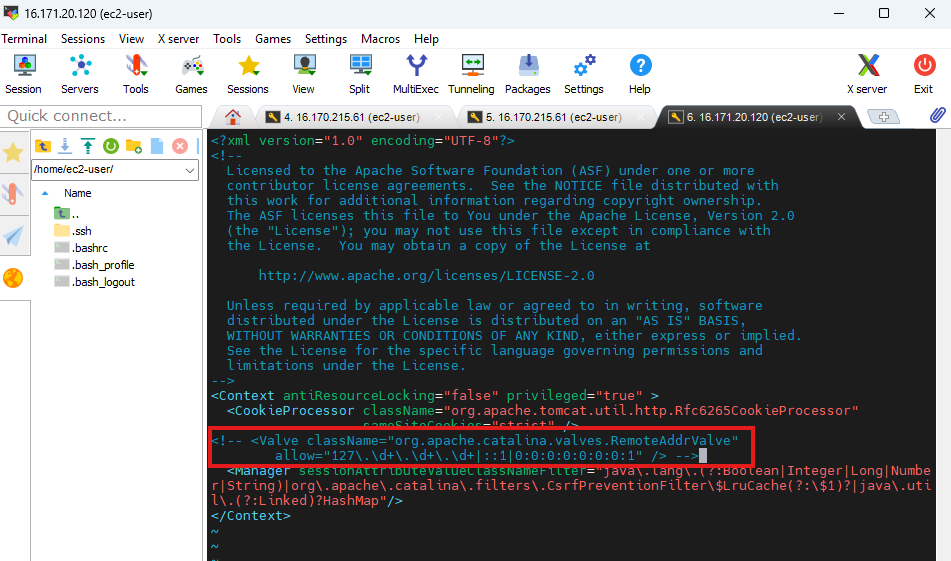 16.171.20.120 (ec2-user)
Terminal Sessions View X server Tools Games Settings Macros Help
Session Servers Tools Games Sessions View Split MultiExec Tunneling Packages Settings Help X server Exit
Quick connect...
4. 16.170.215.61 (ec2-user) 5. 16.170.215.61 (ec2-user) 6. 16.171.20.120 (ec2-user)
/home/ec2-user/
Name
..
.ssh
.bashrc
.bash_profile
.bash_logout
<?xml version="1.0" encoding="UTF-8"?>
<!--
Licensed to the Apache Software Foundation (ASF) under one or more
contributor license agreements.  See the NOTICE file distributed with
this work for additional information regarding copyright ownership.
The ASF licenses this file to You under the Apache License, Version 2.0
(the "License"); you may not use this file except in compliance with
the License.  You may obtain a copy of the License at
http://www.apache.org/licenses/LICENSE-2.0
Unless required by applicable law or agreed to in writing, software
distributed under the License is distributed on an "AS IS" BASIS,
WITHOUT WARRANTIES OR CONDITIONS OF ANY KIND, either express or implied.
See the License for the specific language governing permissions and
limitations under the License.
-->
<Context antiResourceLocking="false" privileged="true" >
<CookieProcessor className="org.apache.tomcat.util.http.Rfc6265CookieProcessor"
sameSiteCookies="strict" />
<!-- <Valve className="org.apache.catalina.valves.RemoteAddrValve"
allow="127\.\d+\.\d+\.\d+|::1|0:0:0:0:0:0:0:1" /> -->
<Manager sessionAttributeValueClassNameFilter="java\.lang\.(?:Boolean|Integer|Long|Numbe
r|String)|org\.apache\.catalina\.filters\.CsrfPreventionFilter\$LruCache(?:\$1)?|java\.uti
l\.(?:Linked)?HashMap"/>
</Context>
~
~
~